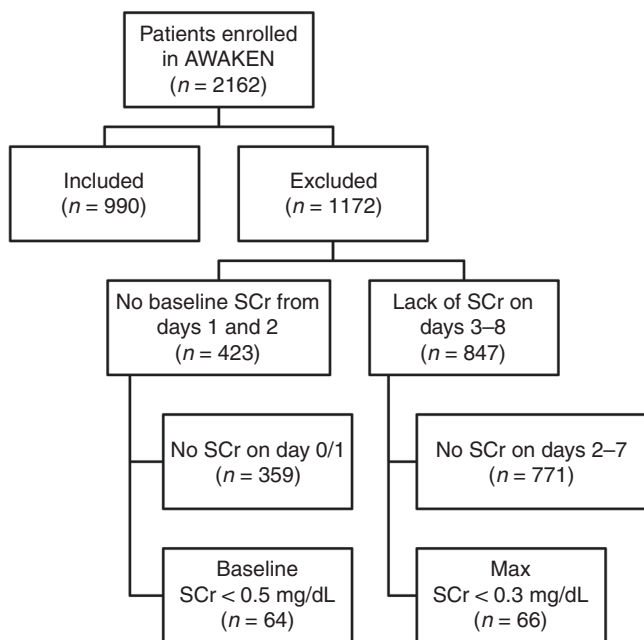 Patients enrolled
in AWAKEN
(n = 2162)
Included
(n = 990)
Excluded
(n = 1172)
No baseline SCr from
days 1 and 2
(n = 423)
Lack of SCr on
days 3–8
(n = 847)
No SCr on day 0/1
(n = 359)
No SCr on days 2–7
(n = 771)
Baseline
SCr < 0.5 mg/dL
(n = 64)
Max
SCr < 0.3 mg/dL
(n = 66)